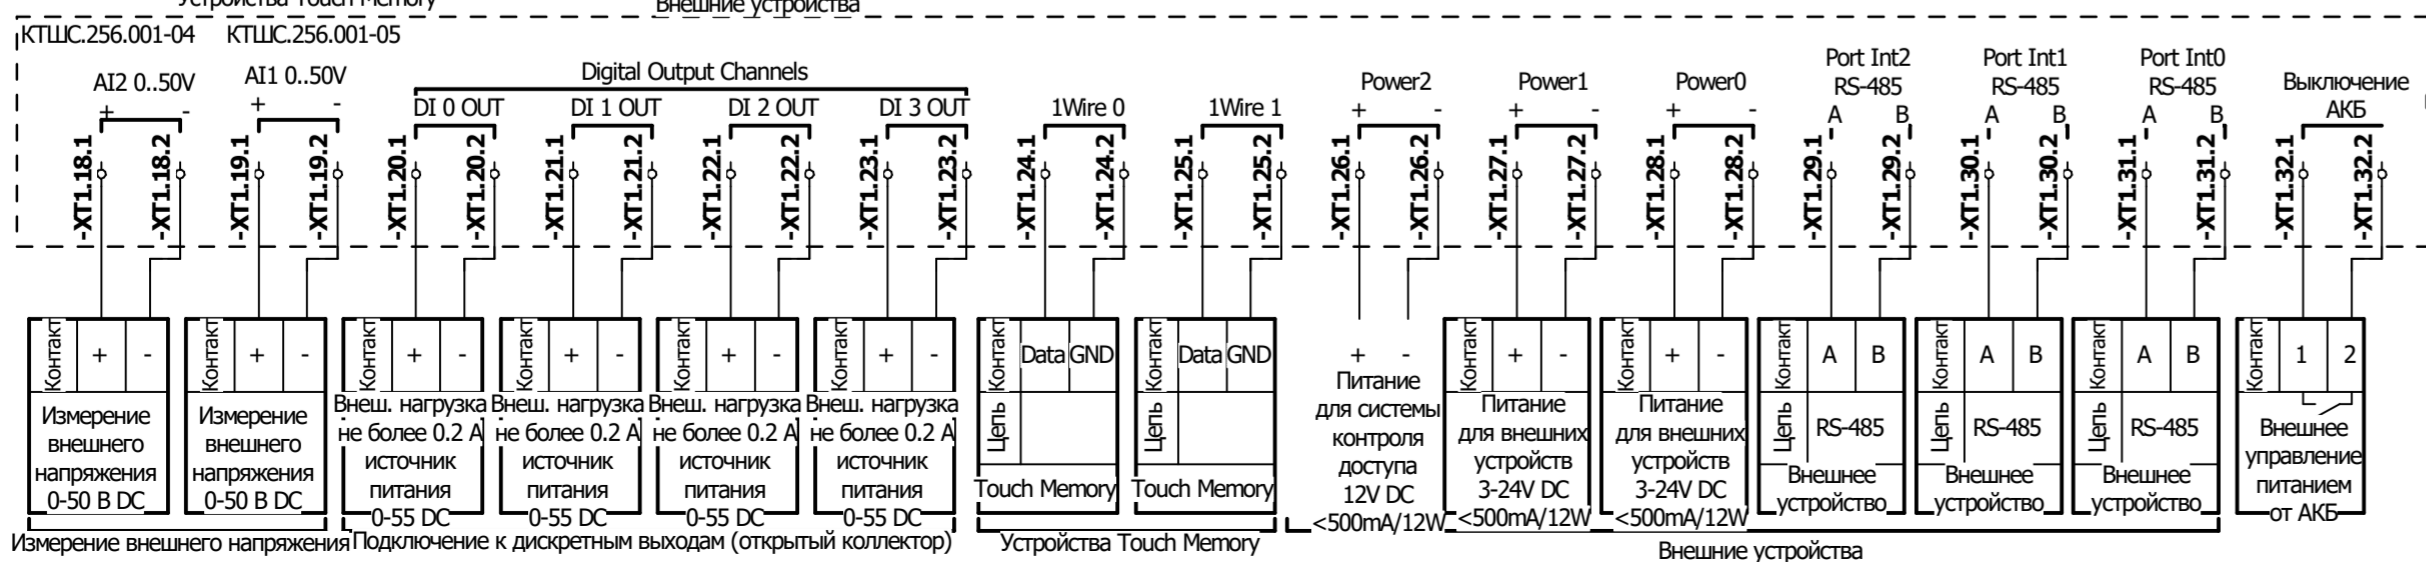 Устройства Touch Memory
Внешние устройства
КТШС.256.001-04 КТШС.256.001-05
AI2 0..50V
+ -
AI1 0..50V
+ -
Digital Output Channels
DI 0 OUT DI 1 OUT DI 2 OUT DI 3 OUT
1Wire 0
1Wire 1
Power2
+ -
Power1
+ -
Power0
+ -
Port Int2
RS-485
A B
Port Int1
RS-485
A B
Port Int0
RS-485
A B
Выключение
АКБ
-XT1.18.1 -XT1.18.2 -XT1.19.1 -XT1.19.2 -XT1.20.1 -XT1.20.2 -XT1.21.1 -XT1.21.2 -XT1.22.1 -XT1.22.2 -XT1.23.1 -XT1.23.2 -XT1.24.1 -XT1.24.2 -XT1.25.1 -XT1.25.2 -XT1.26.1 -XT1.26.2 -XT1.27.1 -XT1.27.2 -XT1.28.1 -XT1.28.2 -XT1.29.1 -XT1.29.2 -XT1.30.1 -XT1.30.2 -XT1.31.1 -XT1.31.2 -XT1.32.1 -XT1.32.2
Контакт + -
Измерение
внешнего
напряжения
0-50 В DC
Контакт + -
Измерение
внешнего
напряжения
0-50 В DC
Контакт + -
Внеш. нагрузка
не более 0.2 А
источник
питания
0-55 DC
Контакт + -
Внеш. нагрузка
не более 0.2 А
источник
питания
0-55 DC
Контакт + -
Внеш. нагрузка
не более 0.2 А
источник
питания
0-55 DC
Контакт + -
Внеш. нагрузка
не более 0.2 А
источник
питания
0-55 DC
Контакт Data GND
Цепь
Touch Memory
Контакт Data GND
Цепь
Touch Memory
+ -
Питание
для системы
контроля
доступа
12V DC
<500mA/12W
Контакт + -
Питание
для внешних
устройств
3-24V DC
<500mA/12W
Контакт + -
Питание
для внешних
устройств
3-24V DC
<500mA/12W
Контакт A B
Цепь RS-485
Внешнее
устройство
Контакт A B
Цепь RS-485
Внешнее
устройство
Контакт A B
Цепь RS-485
Внешнее
устройство
Контакт 1 2
Внешнее
управление
питанием
от АКБ
Измерение внешнего напряжения
Подключение к дискретным выходам (открытый коллектор)
Устройства Touch Memory
Внешние устройства